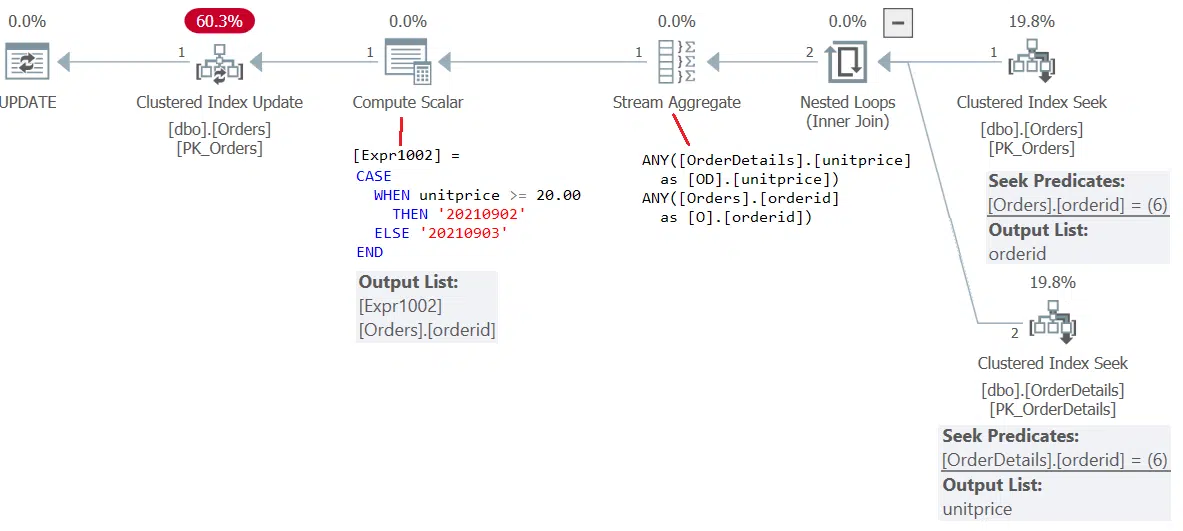 0.0%
60.3%
0.0%
0.0%
0.0%
19.8%
1
1
1
2
1
UPDATE
Clustered Index Update
[dbo].[Orders]
[PK_Orders]
Compute Scalar
[Expr1002] =
CASE
WHEN unitprice >= 20.00
THEN '20210902'
ELSE '20210903'
END
Output List:
[Expr1002]
[Orders].[orderid]
Stream Aggregate
ANY([OrderDetails].[unitprice]
as [OD].[unitprice])
ANY([Orders].[orderid]
as [O].[orderid])
Nested Loops
(Inner Join)
Clustered Index Seek
[dbo].[Orders]
[PK_Orders]
Seek Predicates:
[Orders].[orderid] = (6)
Output List:
orderid
19.8%
2
Clustered Index Seek
[dbo].[OrderDetails]
[PK_OrderDetails]
Seek Predicates:
[OrderDetails].[orderid] = (6)
Output List:
unitprice